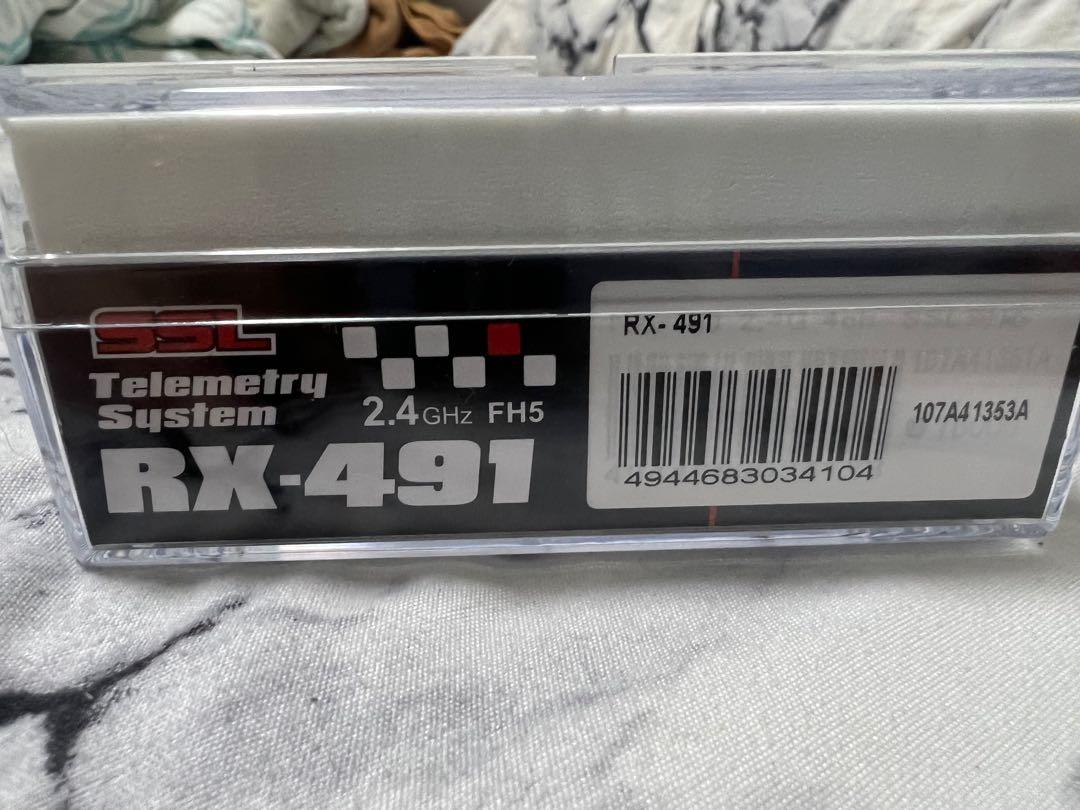 SSL
Telemetry
System
2.4GHz FH5
RX-491
RX- 491
107A41353A
4944683034104